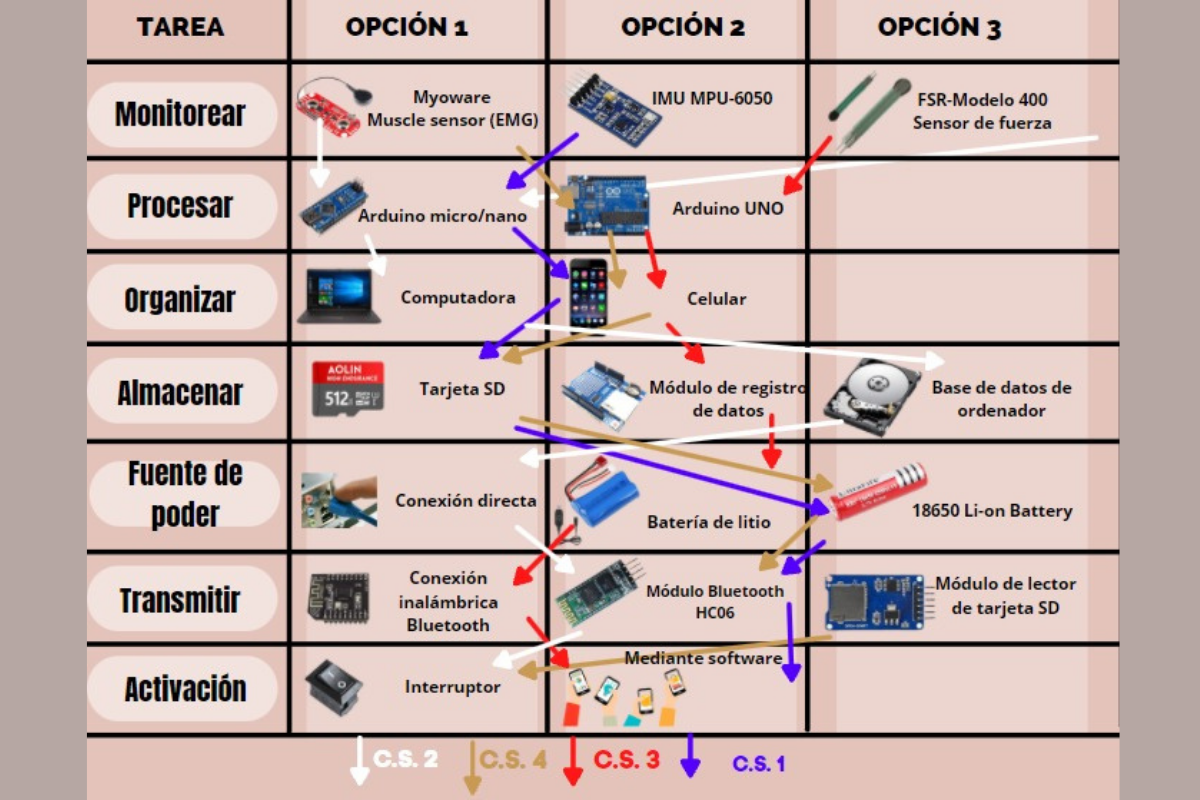 TAREA
OPCIÓN 1
OPCIÓN 2
OPCIÓN 3
Monitorear
Myoware
Muscle sensor (EMG)
IMU MPU-6050
FSR-Modelo 400
Sensor de fuerza
Procesar
Arduino micro/nano
Arduino UNO
Organizar
Computadora
Celular
Almacenar
AOLIN
HIGH ENDURANCE
512
Tarjeta SD
Módulo de registro
de datos
Base de datos de
ordenador
Fuente de
poder
Conexión directa
Batería de litio
18650 Li-on Battery
Transmitir
Conexión
inalámbrica
Bluetooth
Módulo Bluetooth
HC06
Módulo de lector
de tarjeta SD
Activación
Interruptor
Mediante software
C.S. 2
C.S. 4
C.S. 3
C.S. 1